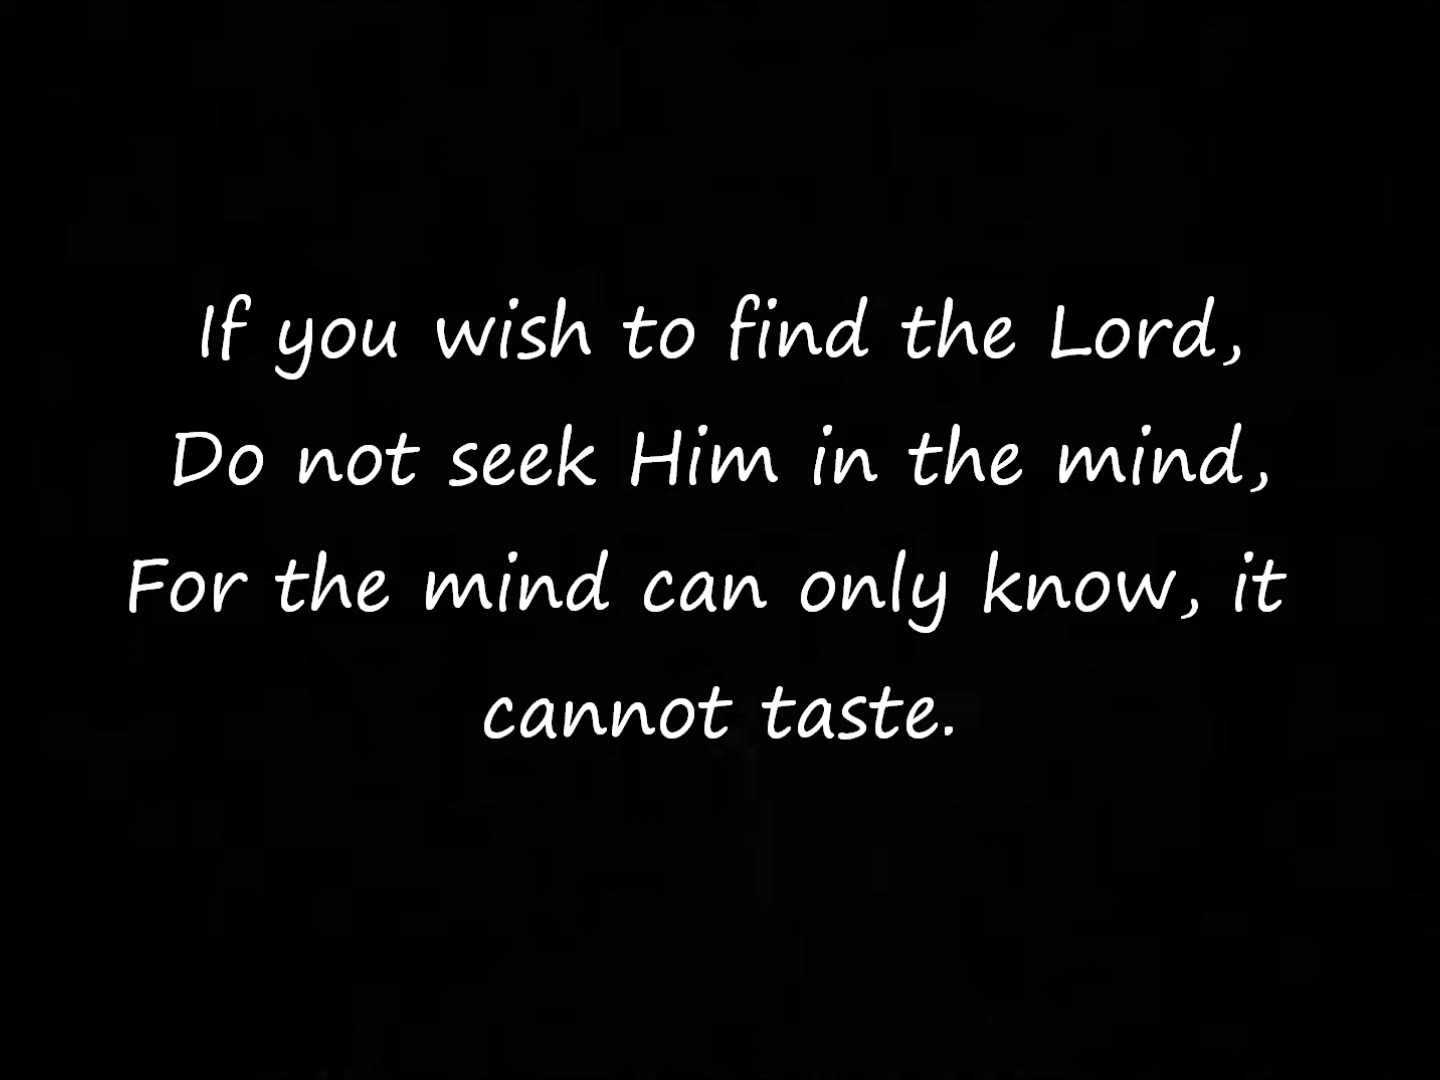 If you wish to find the Lord,
Do not seek Him in the mind,
For the mind can only know, it
cannot taste.